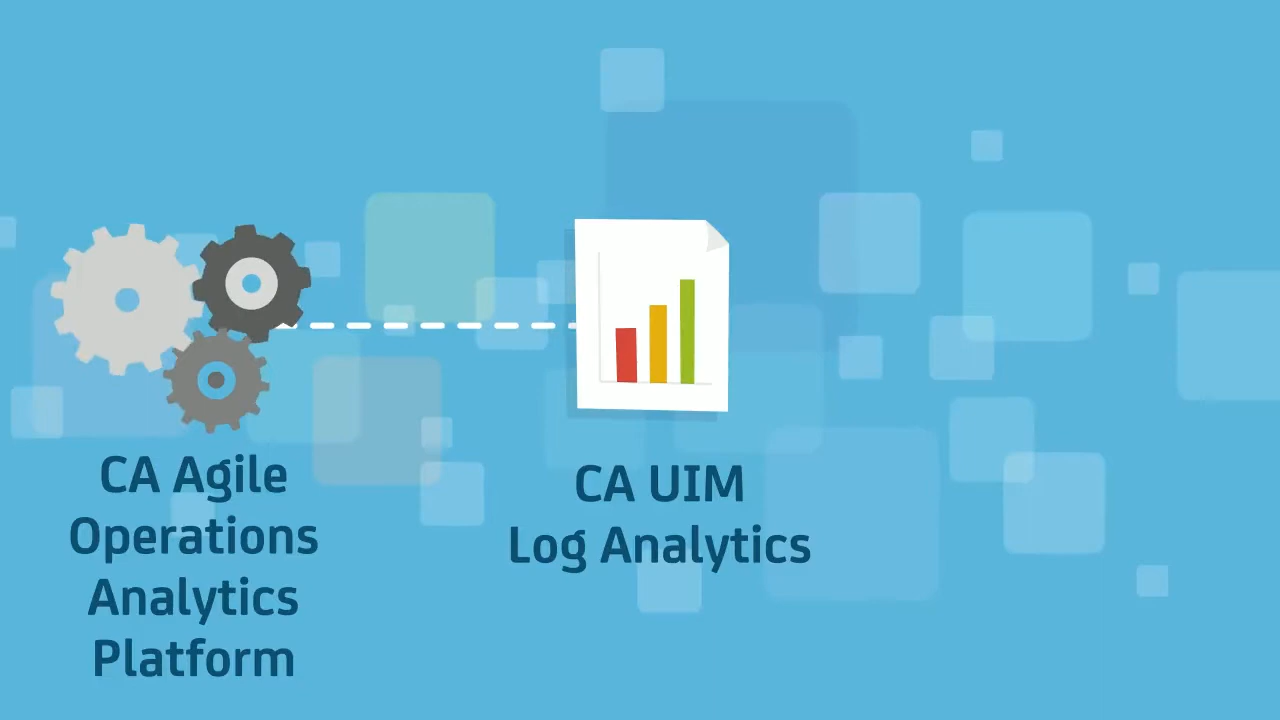 CA Agile
Operations
Analytics
Platform
CA UIM
Log Analytics